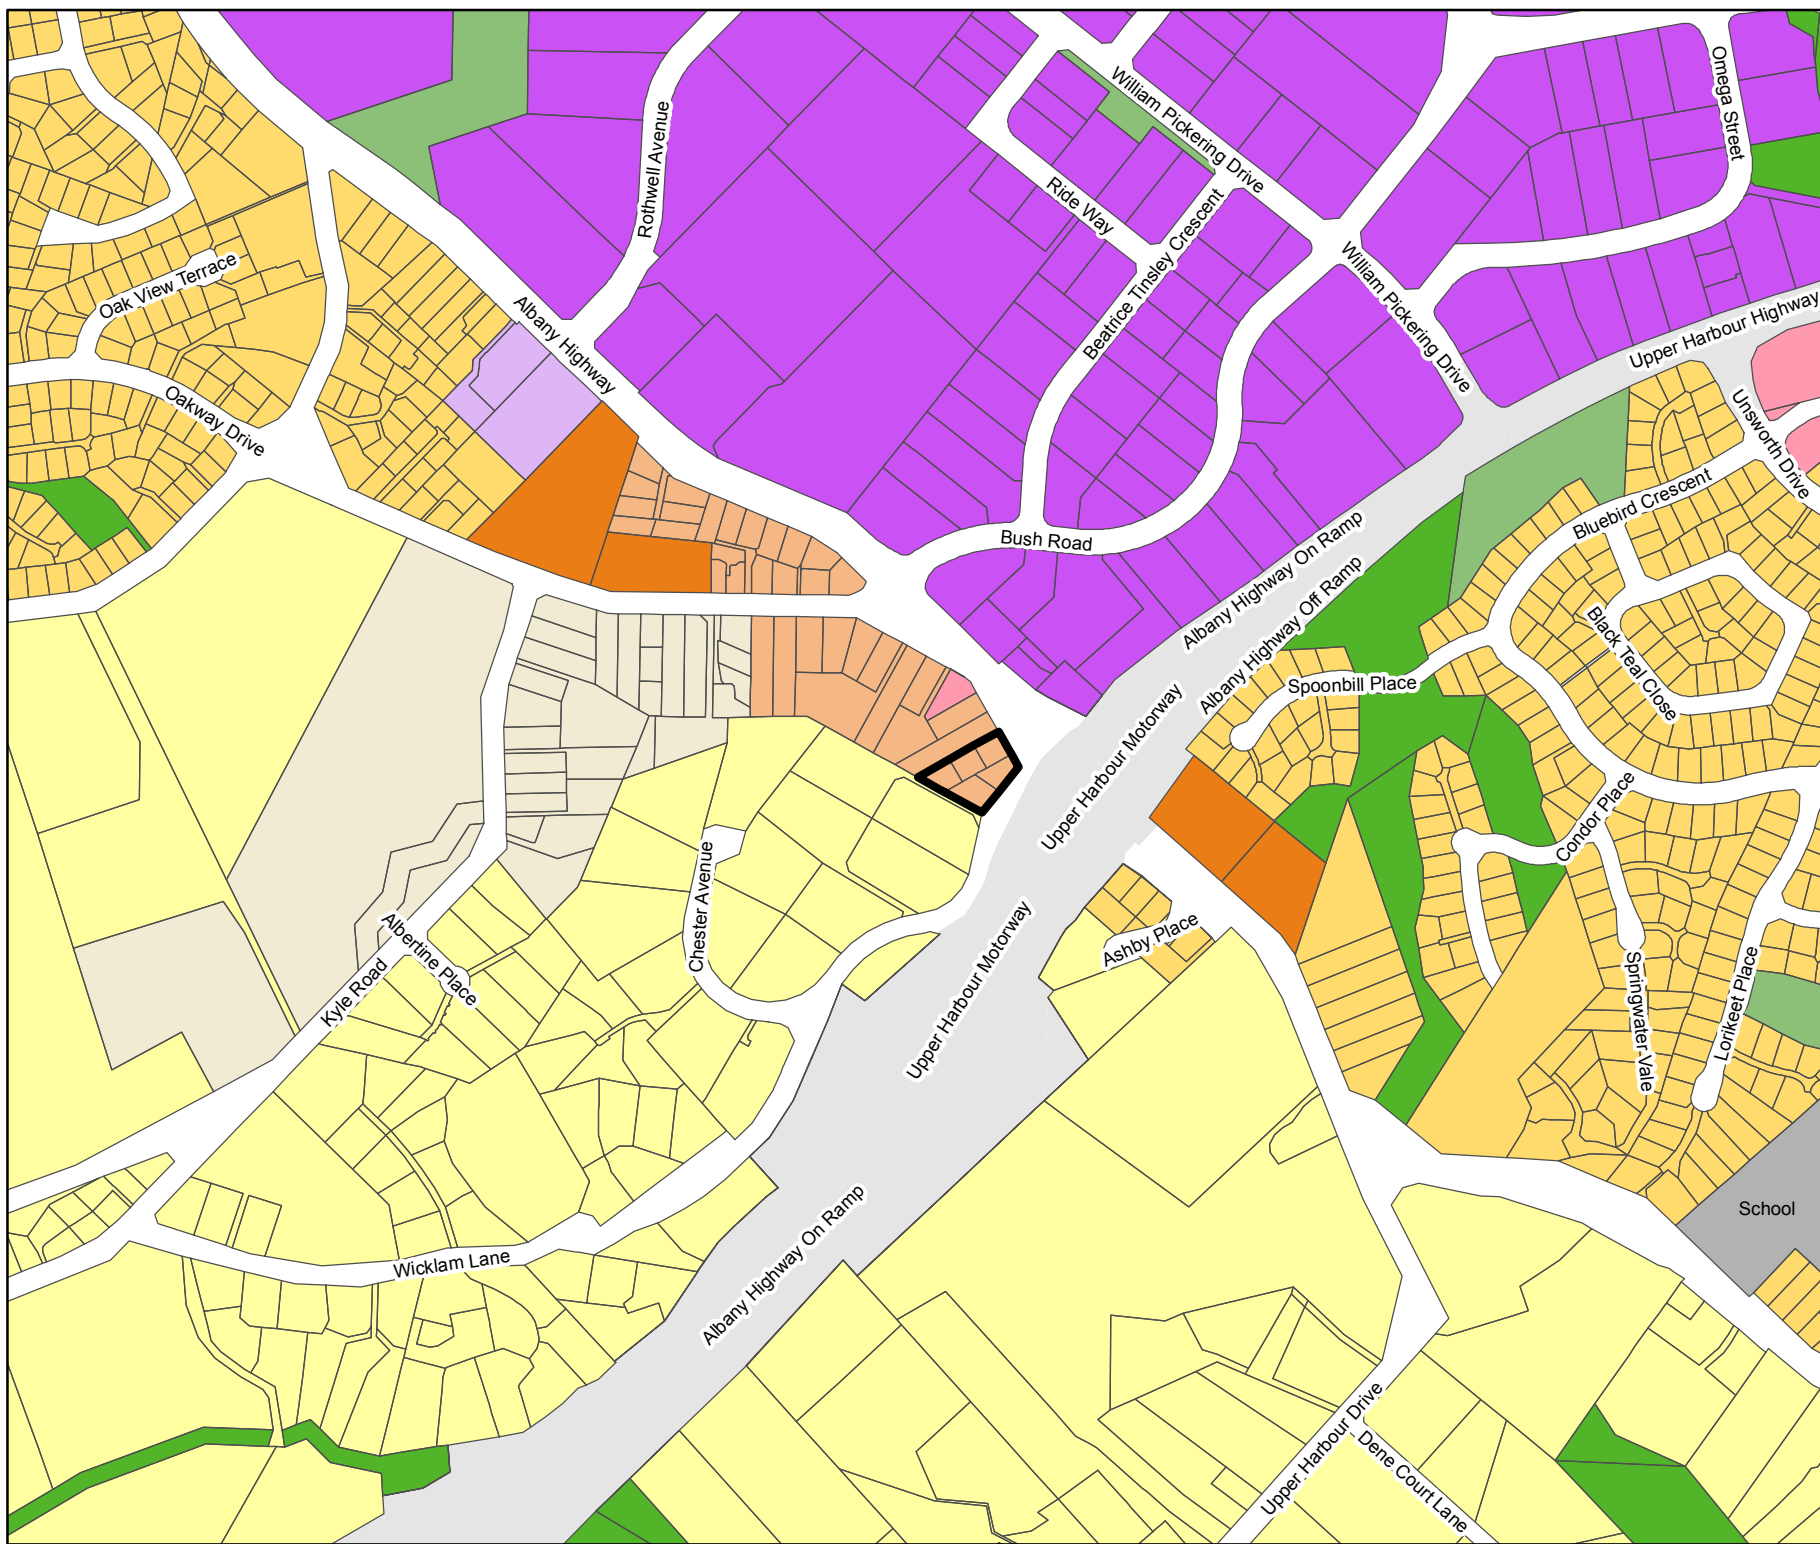 Omega Street
William Pickering Drive
Rothwell Avenue
Ride Way
Beatrice Tinsley Crescent
Oak View Terrace
William Pickering Drive
Albany Highway
Upper Harbour Highway
Oakway Drive
Unsworth Drive
Bluebird Crescent
Bush Road
Albany Highway On Ramp
Albany Highway Off Ramp
Black Teal Close
Spoonbill Place
Upper Harbour Motorway
Condor Place
Chester Avenue
Ashby Place
Albertine Place
Kyle Road
Upper Harbour Motorway
Springwater Vale
Lorikeet Place
School
Albany Highway On Ramp
Wicklam Lane
Upper Harbour Drive
Dene Court Lane